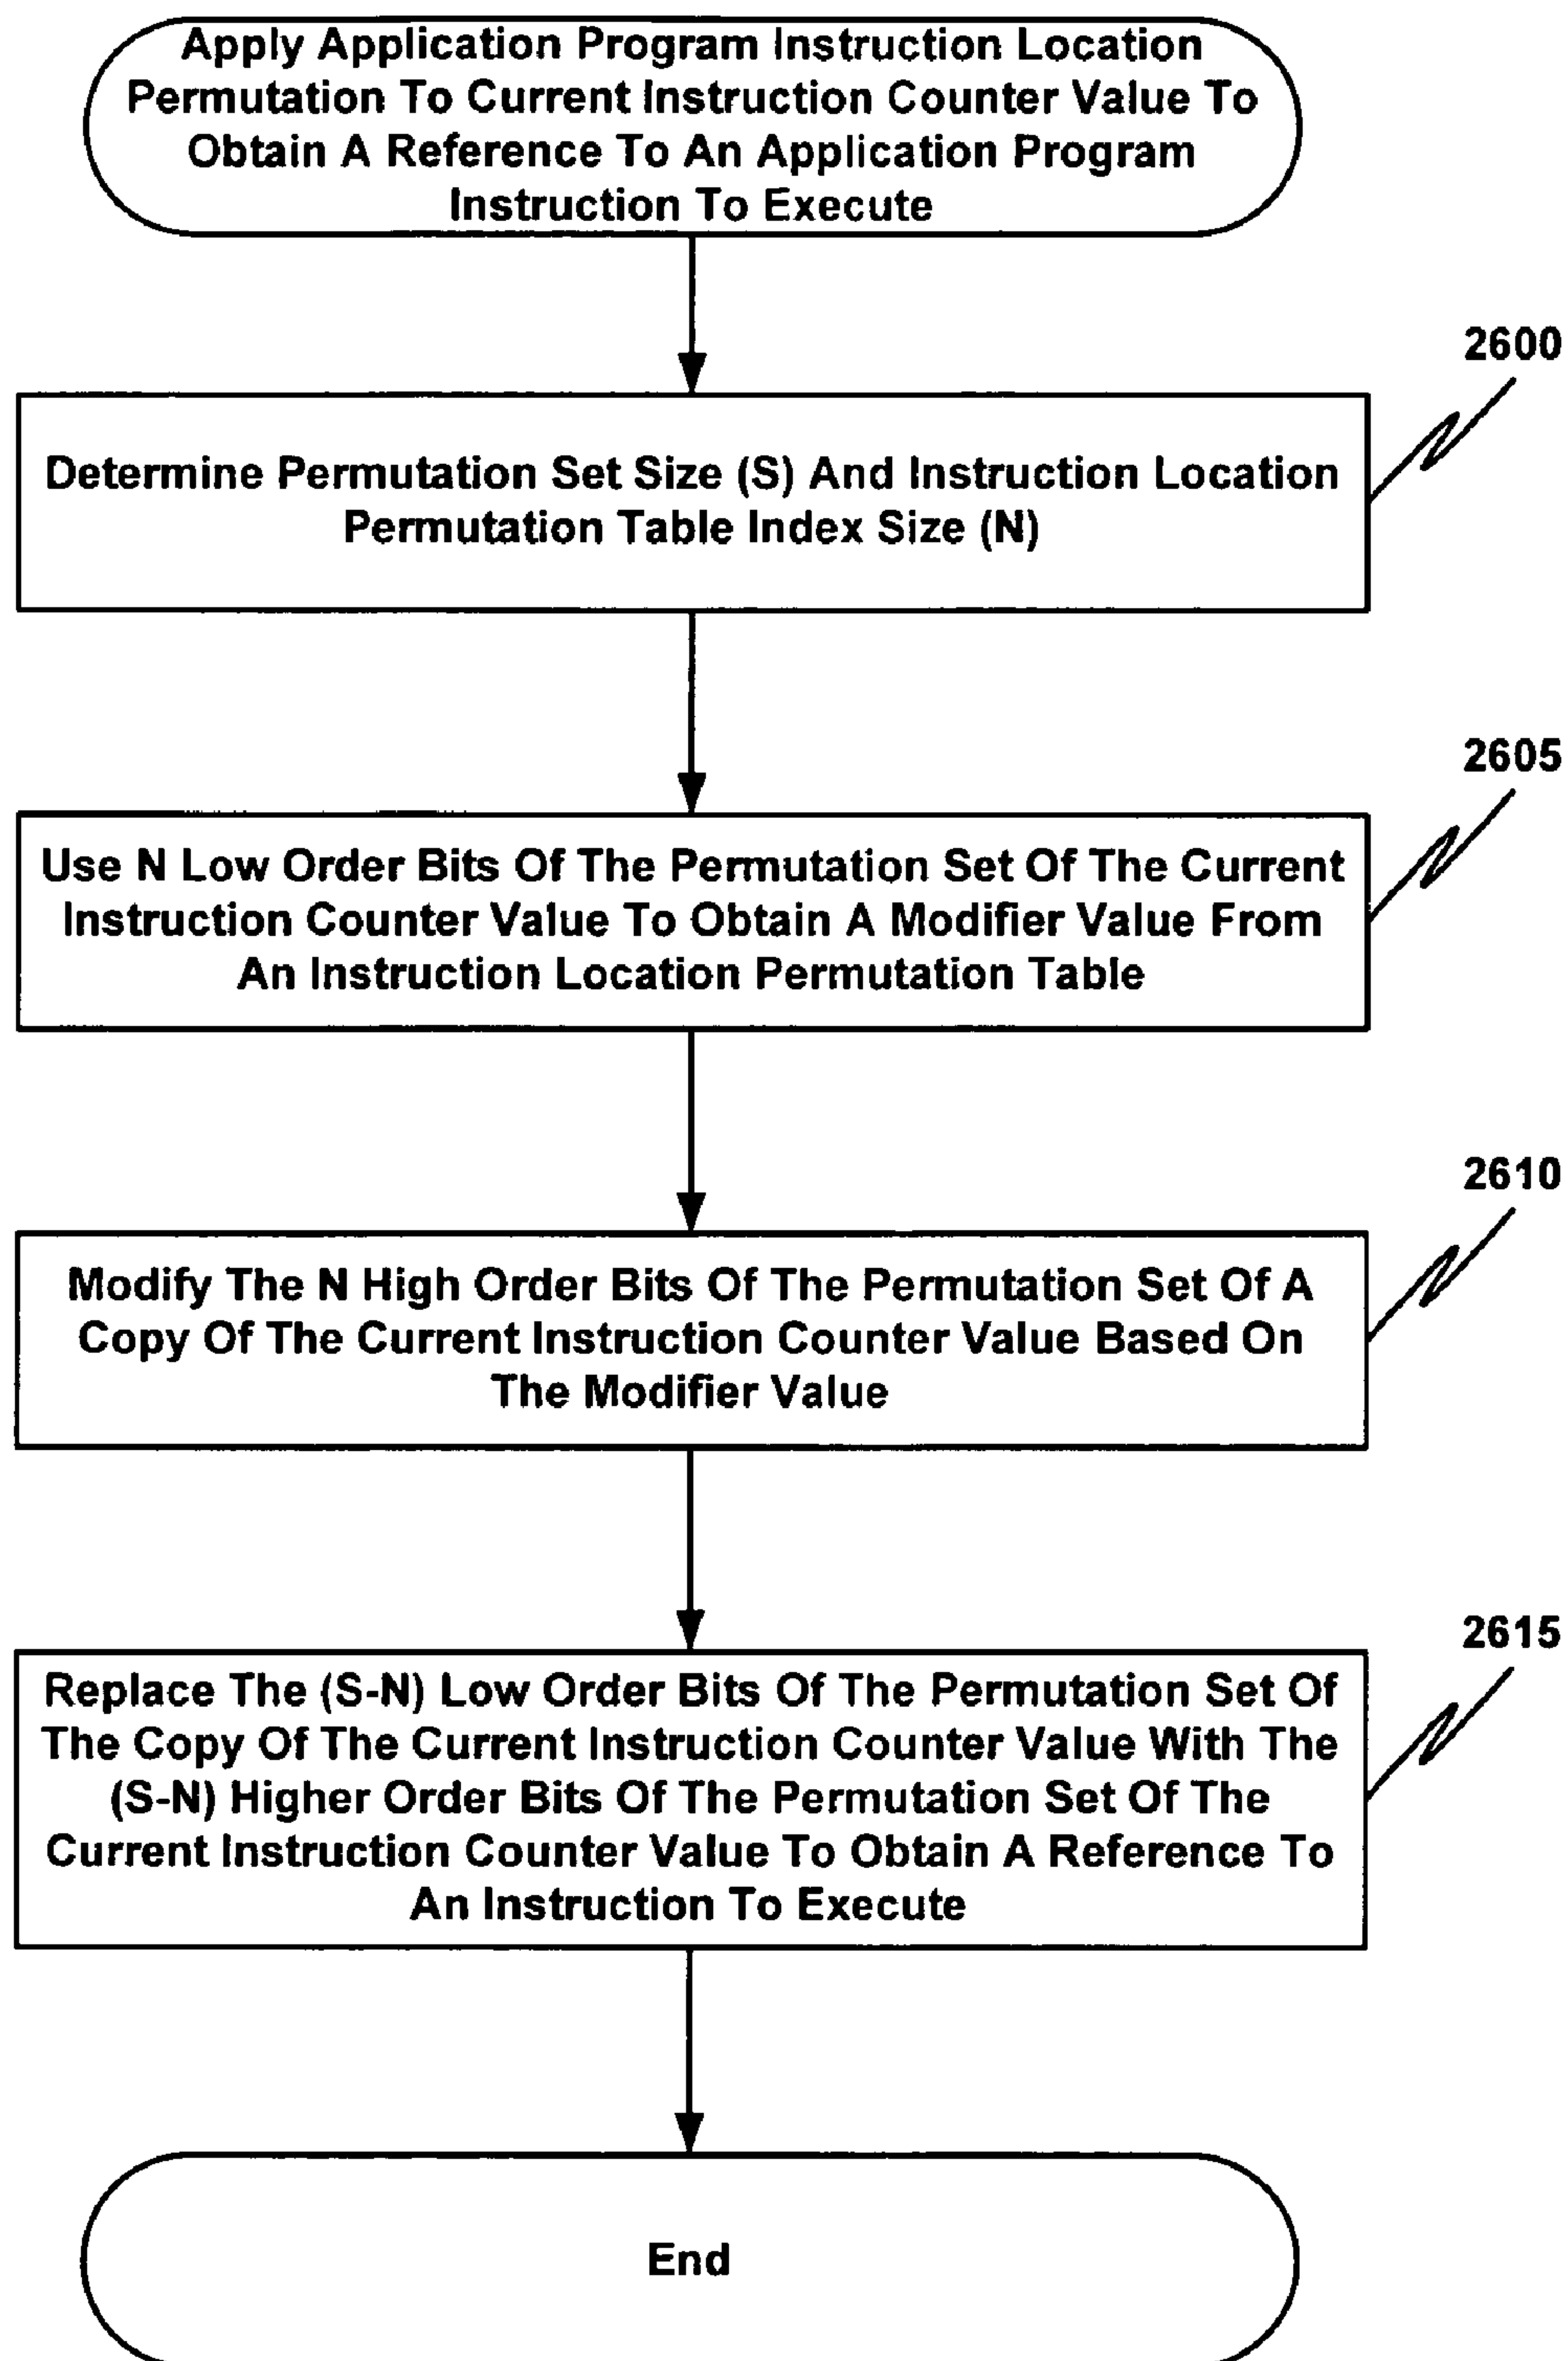 Apply Application Program Instruction Location
Permutation To Current Instruction Counter Value To
Obtain A Reference To An Application Program
Instruction To Execute
2600
Determine Permutation Set Size (S) And Instruction Location
Permutation Table Index Size (N)
2605
Use N Low Order Bits Of The Permutation Set Of The Current
Instruction Counter Value To Obtain A Modifier Value From
An Instruction Location Permutation Table
2610
Modify The N High Order Bits Of The Permutation Set Of A
Copy Of The Current Instruction Counter Value Based On
The Modifier Value
2615
Replace The (S-N) Low Order Bits Of The Permutation Set Of
The Copy Of The Current Instruction Counter Value With The
(S-N) Higher Order Bits Of The Permutation Set Of The
Current Instruction Counter Value To Obtain A Reference To
An Instruction To Execute
End